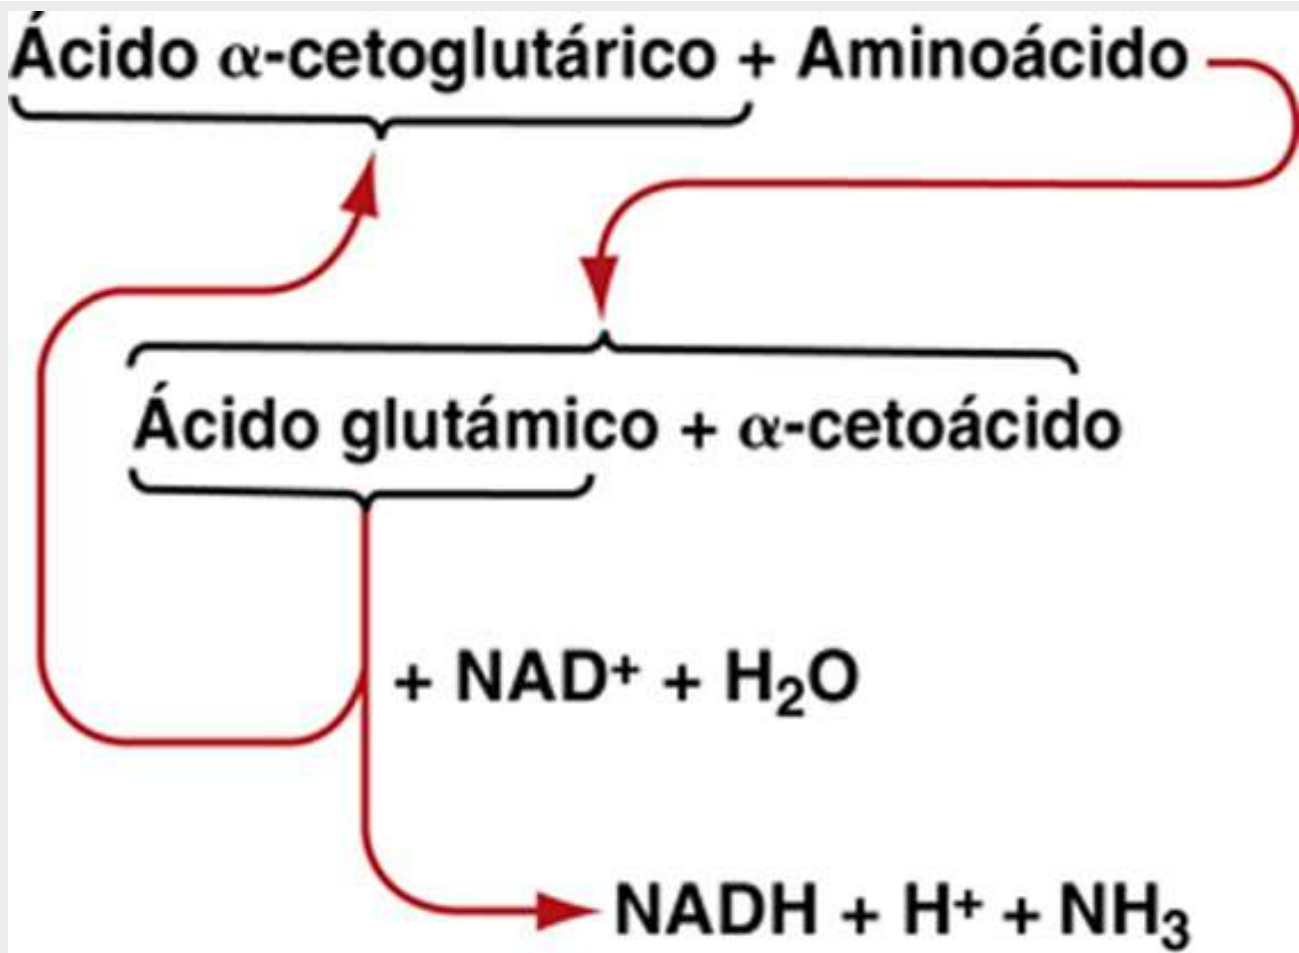 Ácido α-cetoglutárico + Aminoácido
Ácido glutámico + α-cetoácido
+ NAD⁺ + H₂O
NADH + H⁺ + NH₃